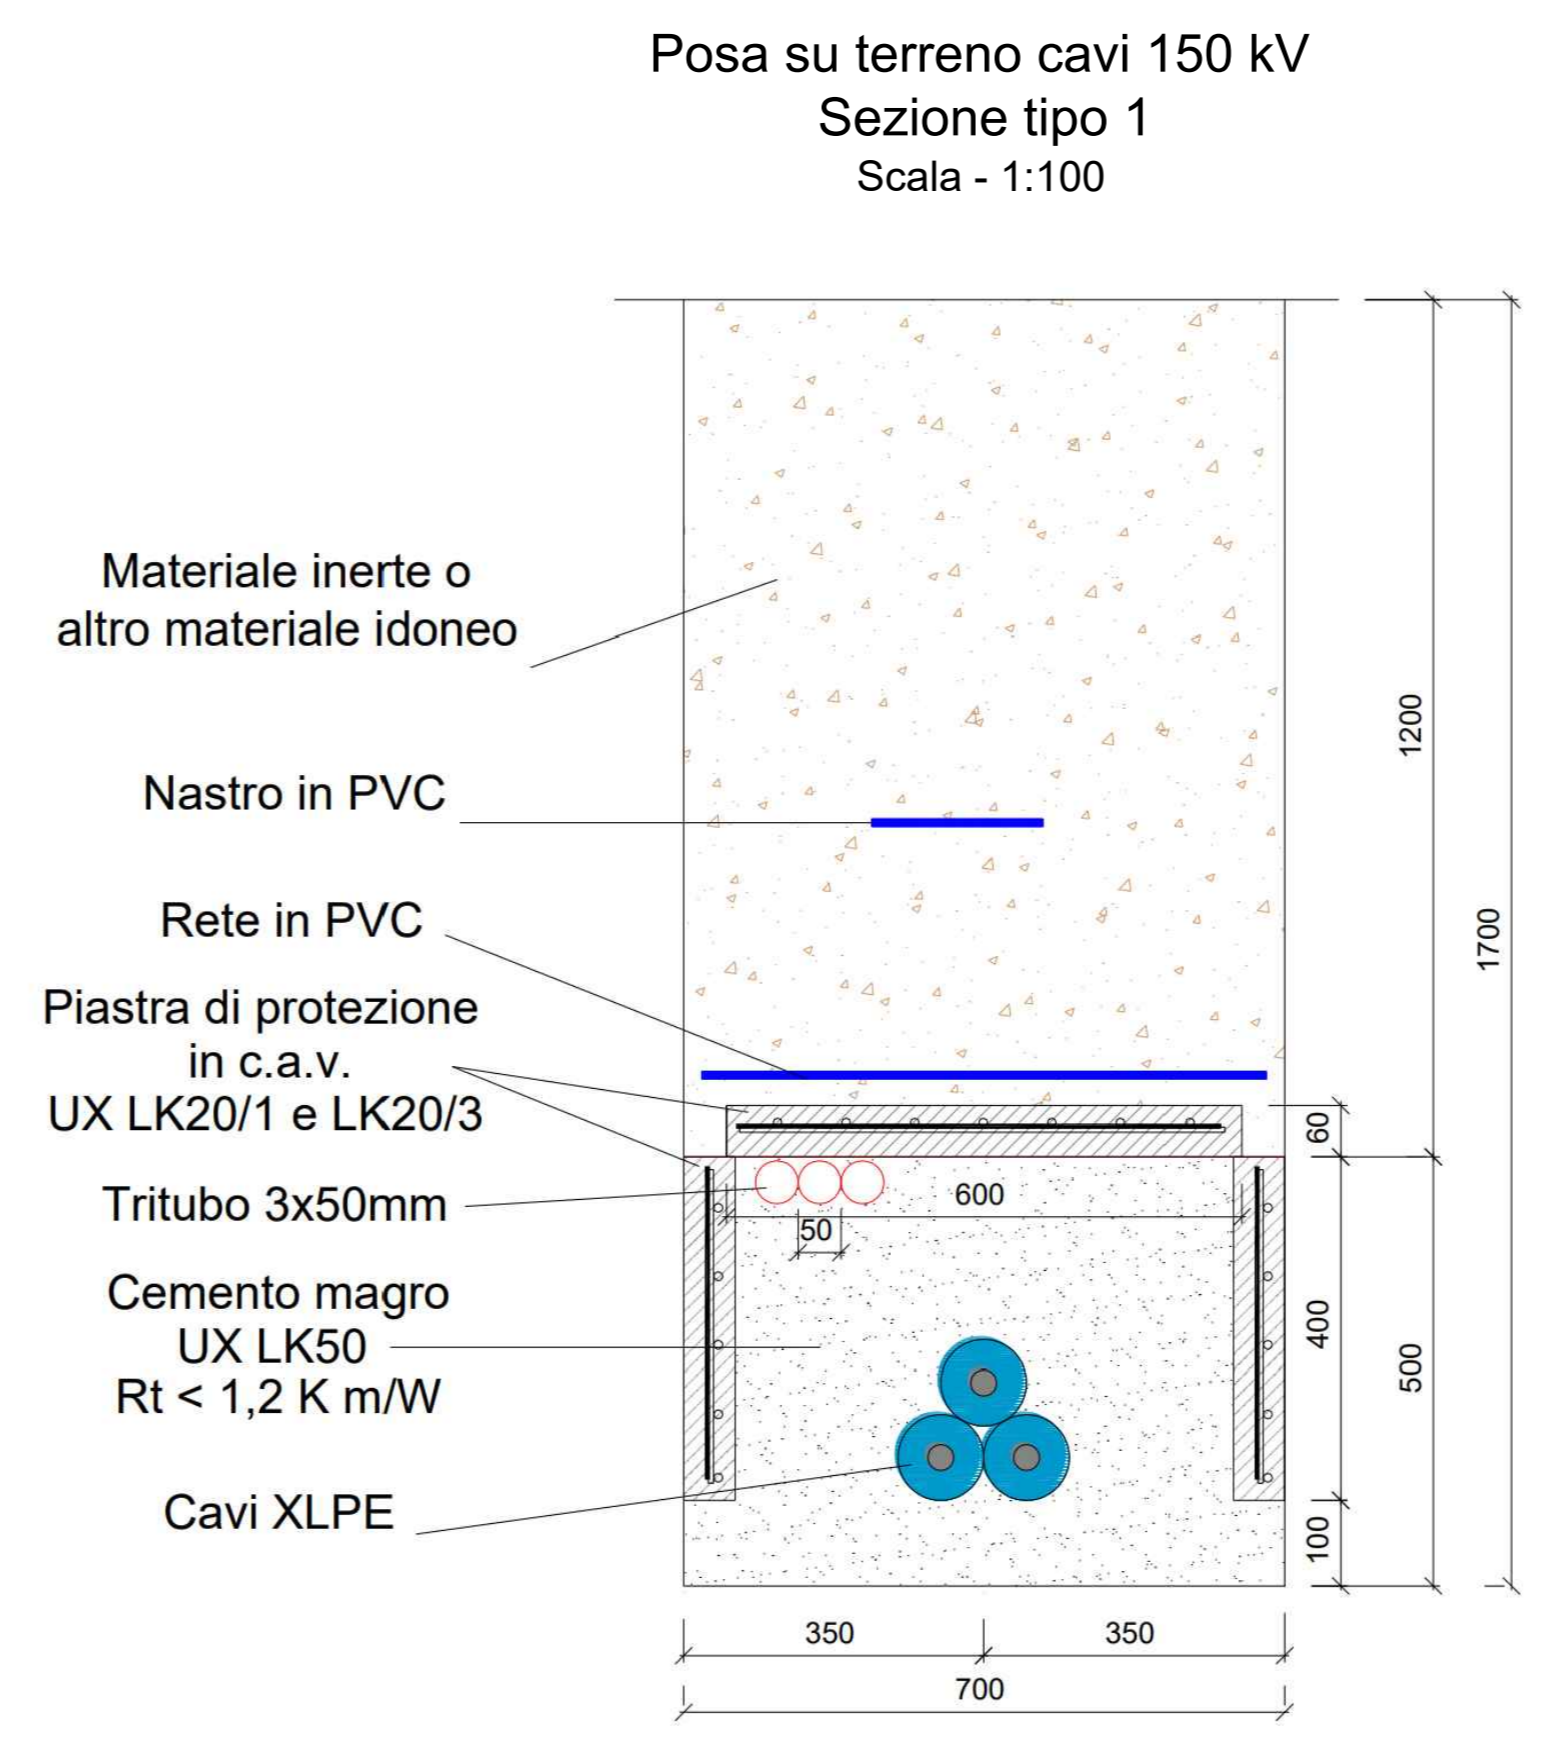 Posa su terreno cavi 150 kV
Sezione tipo 1
Scala - 1:100
Materiale inerte o
altro materiale idoneo
Nastro in PVC
Rete in PVC
Piastra di protezione
in c.a.v.
UX LK20/1 e LK20/3
Tritubo 3x50mm
Cemento magro
UX LK50
Rt < 1,2 K m/W
Cavi XLPE
1200
1700
60
600
50
400
500
100
350
350
700